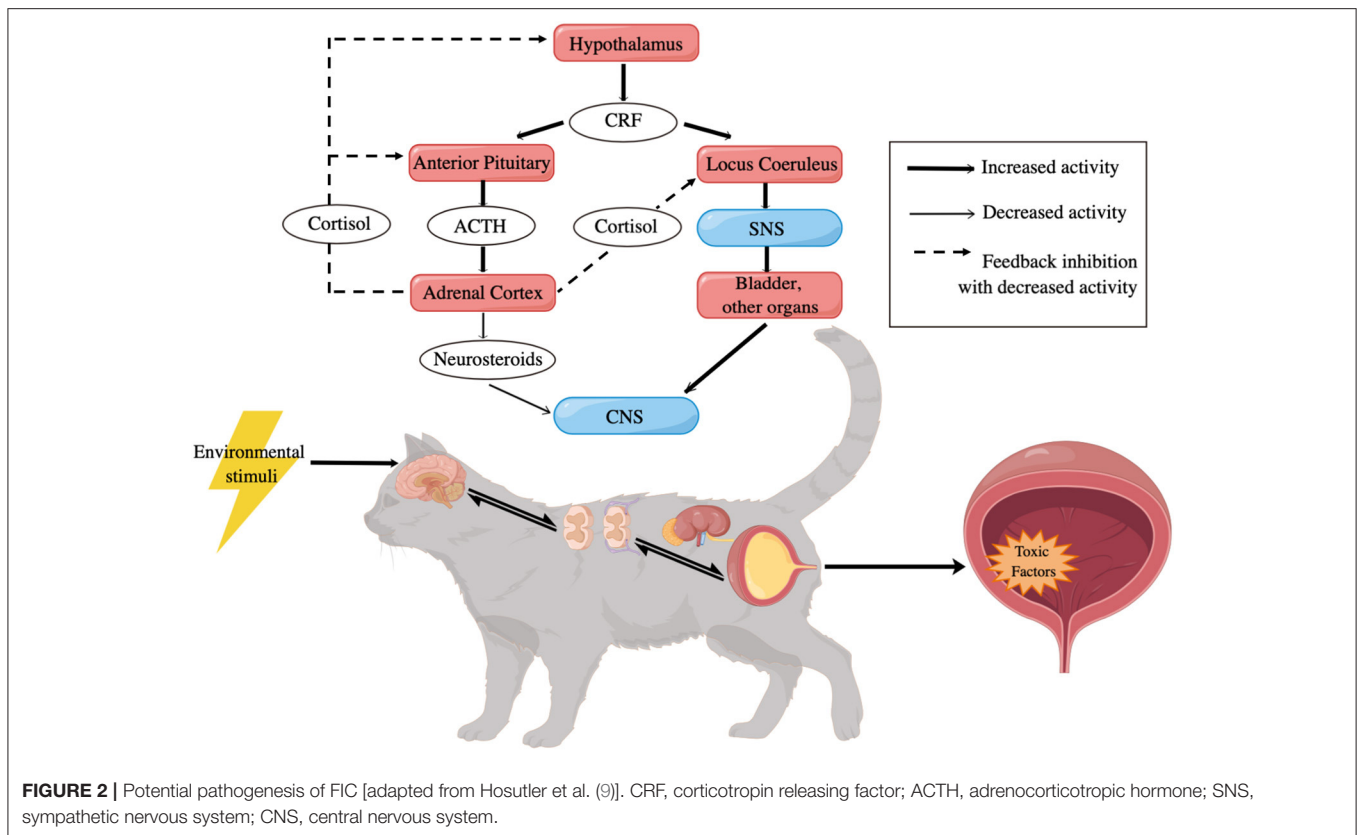 Hypothalamus
CRF
Anterior Pituitary
Locus Coeruleus
Cortisol
ACTH
Cortisol
SNS
Adrenal Cortex
Bladder,
other organs
Neurosteroids
CNS
Increased activity
Decreased activity
Feedback inhibition
with decreased activity
Environmental
stimuli
Toxic
Factors
FIGURE 2 | Potential pathogenesis of FIC [adapted from Hosutler et al. (9)]. CRF, corticotropin releasing factor; ACTH, adrenocorticotropic hormone; SNS,
sympathetic nervous system; CNS, central nervous system.